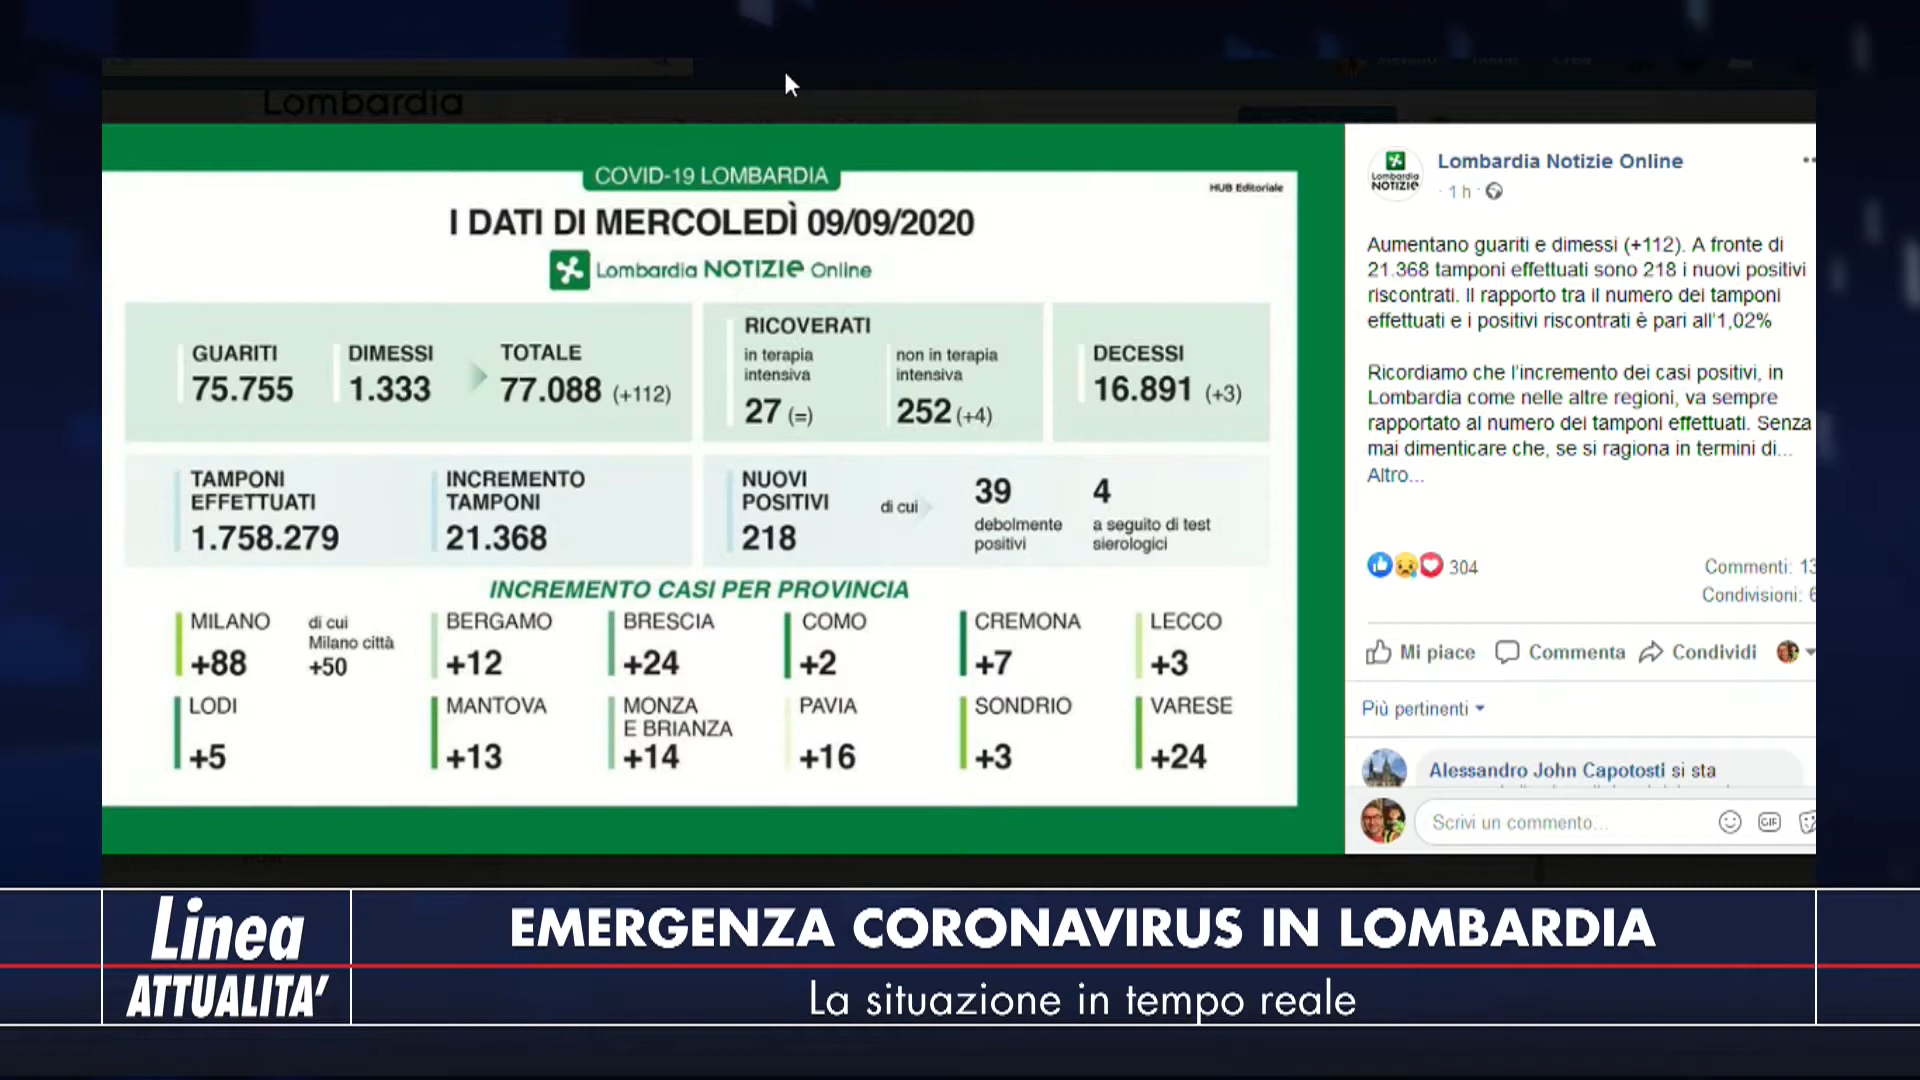 Lombardia
COVID-19 LOMBARDIA
HUB Editoriale
I DATI DI MERCOLEDÌ 09/09/2020
Lombardia NOTIZIE Online
GUARITI
75.755
DIMESSI
1.333
TOTALE
77.088 (+112)
RICOVERATI
in terapia
intensiva
27 (=)
non in terapia
intensiva
252 (+4)
DECESSI
16.891 (+3)
TAMPONI
EFFETTUATI
1.758.279
INCREMENTO
TAMPONI
21.368
NUOVI
POSITIVI
218
di cui
39
debolmente
positivi
4
a seguito di test
sierologici
INCREMENTO CASI PER PROVINCIA
MILANO
+88
di cui
Milano città
+50
BERGAMO
+12
BRESCIA
+24
COMO
+2
CREMONA
+7
LECCO
+3
LODI
+5
MANTOVA
+13
MONZA
E BRIANZA
+14
PAVIA
+16
SONDRIO
+3
VARESE
+24
Lombardia
NOTIZIE
Lombardia Notizie Online
1 h
Aumentano guariti e dimessi (+112). A fronte di
21.368 tamponi effettuati sono 218 i nuovi positivi
riscontrati. Il rapporto tra il numero dei tamponi
effettuati e i positivi riscontrati è pari all'1,02%
Ricordiamo che l'incremento dei casi positivi, in
Lombardia come nelle altre regioni, va sempre
rapportato al numero dei tamponi effettuati. Senza
mai dimenticare che, se si ragiona in termini di...
Altro...
304
Commenti: 13
Condivisioni: 6
Mi piace
Commenta
Condividi
Più pertinenti
Alessandro John Capotosti si sta
Scrivi un commento...
GIF
Linea
ATTUALITA'
EMERGENZA CORONAVIRUS IN LOMBARDIA
La situazione in tempo reale